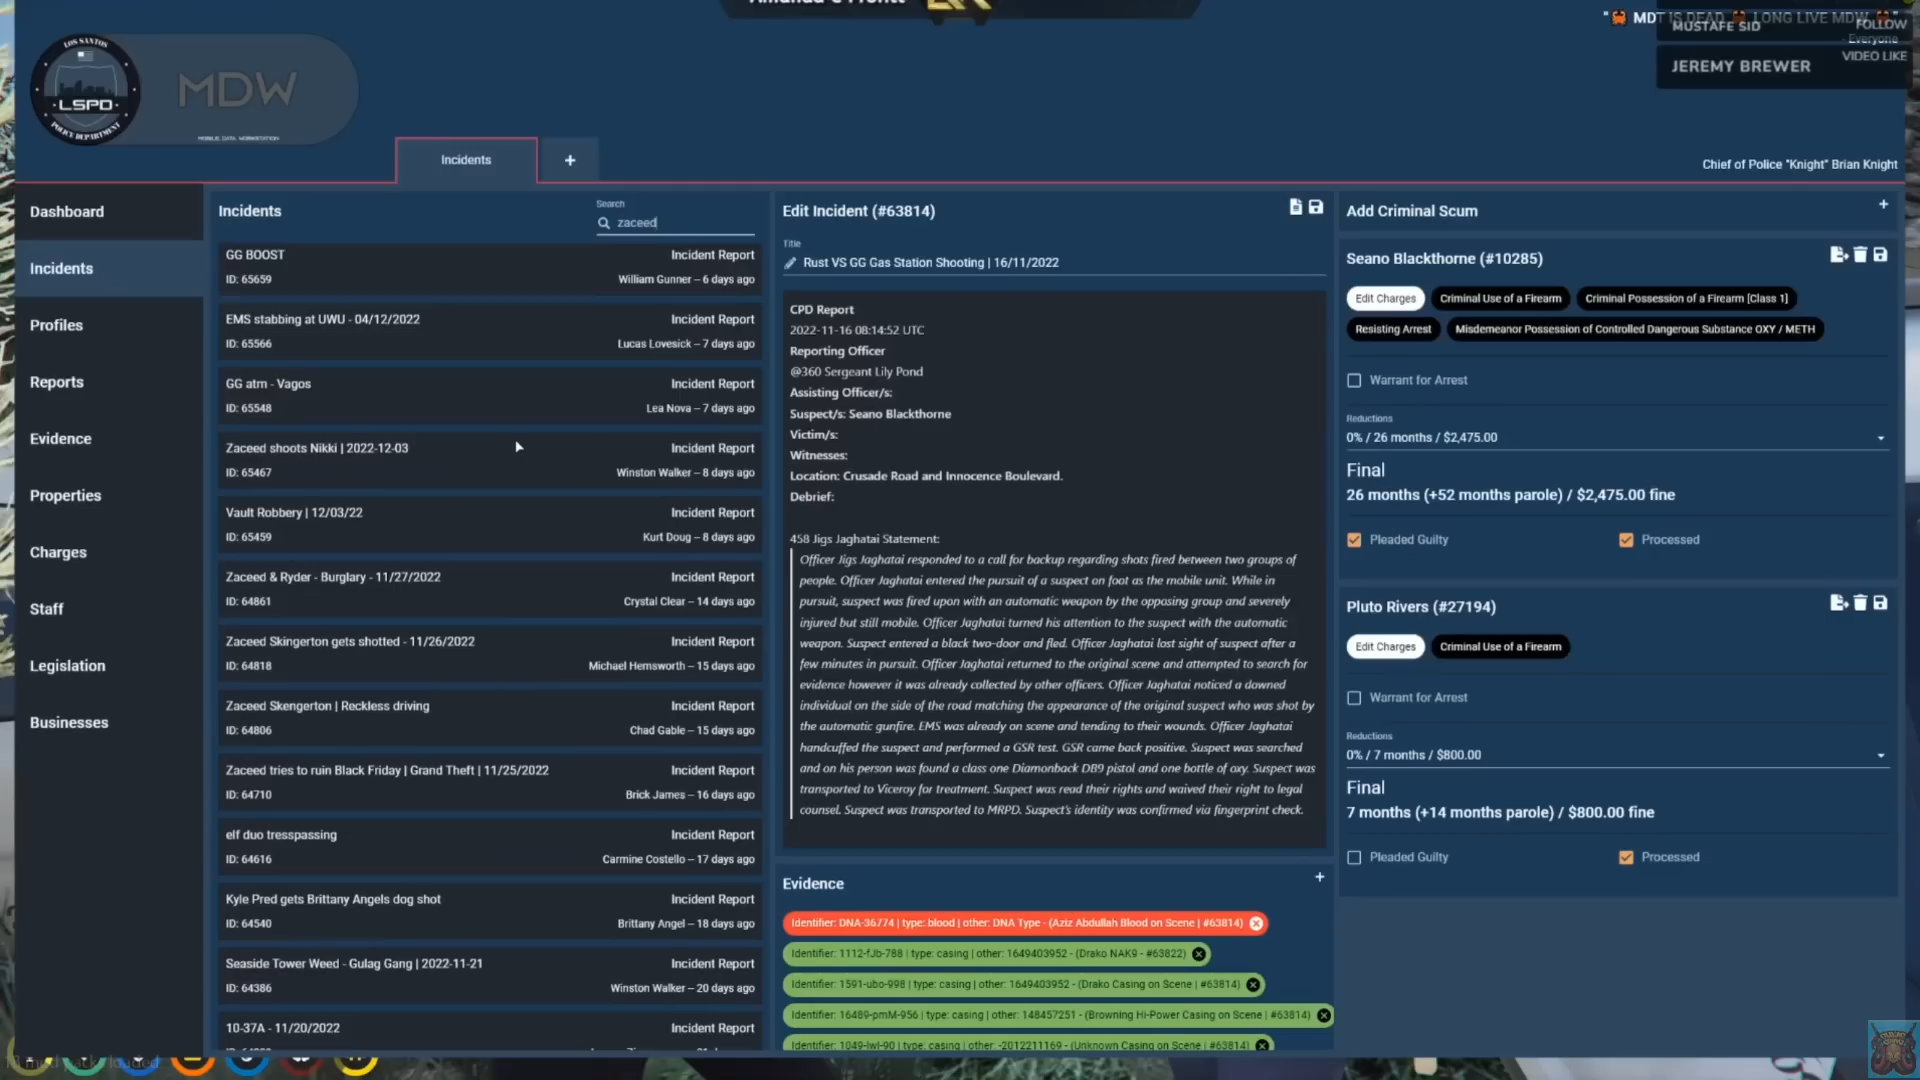 " MDT IS DEAD LONG LIVE MDW "
MUSTAFE SID
FOLLOW
- Everyone
VIDEO LIKE
JEREMY BREWER
LOS SANTOS
LSPD
POLICE DEPARTMENT
MDW
MOBILE. DATA. WORKSTATION
Incidents
+
Chief of Police "Knight" Brian Knight
Dashboard
Incidents
Profiles
Reports
Evidence
Properties
Charges
Staff
Legislation
Businesses
Incidents
Search
zaceed
GG BOOST Incident Report
ID: 65659 William Gunner – 6 days ago
EMS stabbing at UWU - 04/12/2022 Incident Report
ID: 65566 Lucas Lovesick – 7 days ago
GG atm - Vagos Incident Report
ID: 65548 Lea Nova – 7 days ago
Zaceed shoots Nikki | 2022-12-03 Incident Report
ID: 65467 Winston Walker – 8 days ago
Vault Robbery | 12/03/22 Incident Report
ID: 65459 Kurt Doug – 8 days ago
Zaceed & Ryder - Burglary - 11/27/2022 Incident Report
ID: 64861 Crystal Clear – 14 days ago
Zaceed Skingerton gets shotted - 11/26/2022 Incident Report
ID: 64818 Michael Hemsworth – 15 days ago
Zaceed Skengerton | Reckless driving Incident Report
ID: 64806 Chad Gable – 15 days ago
Zaceed tries to ruin Black Friday | Grand Theft | 11/25/2022 Incident Report
ID: 64710 Brick James – 16 days ago
elf duo tresspassing Incident Report
ID: 64616 Carmine Costello – 17 days ago
Kyle Pred gets Brittany Angels dog shot Incident Report
ID: 64540 Brittany Angel – 18 days ago
Seaside Tower Weed - Gulag Gang | 2022-11-21 Incident Report
ID: 64386 Winston Walker – 20 days ago
10-37A - 11/20/2022 Incident Report
Edit Incident (#63814)
Title
Rust VS GG Gas Station Shooting | 16/11/2022
CPD Report
2022-11-16 08:14:52 UTC
Reporting Officer
@360 Sergeant Lily Pond
Assisting Officer/s:
Suspect/s: Seano Blackthorne
Victim/s:
Witnesses:
Location: Crusade Road and Innocence Boulevard.
Debrief:
458 Jigs Jaghatai Statement:
Officer Jigs Jaghatai responded to a call for backup regarding shots fired between two groups of
people. Officer Jaghatai entered the pursuit of a suspect on foot as the mobile unit. While in
pursuit, suspect was fired upon with an automatic weapon by the opposing group and severely
injured but still mobile. Officer Jaghatai turned his attention to the suspect with the automatic
weapon. Suspect entered a black two-door and fled. Officer Jaghatai lost sight of suspect after a
few minutes in pursuit. Officer Jaghatai returned to the original scene and attempted to search for
evidence however it was already collected by other officers. Officer Jaghatai noticed a downed
individual on the side of the road matching the appearance of the original suspect who was shot by
the automatic gunfire. EMS was already on scene and tending to their wounds. Officer Jaghatai
handcuffed the suspect and performed a GSR test. GSR came back positive. Suspect was searched
and on his person was found a class one Diamonback DB9 pistol and one bottle of oxy. Suspect was
transported to Viceroy for treatment. Suspect was read their rights and waived their right to legal
counsel. Suspect was transported to MRPD. Suspect's identity was confirmed via fingerprint check.
Evidence
+
Identifier: DNA-36774 | type: blood | other: DNA Type - (Aziz Abdullah Blood on Scene | #63814)
Identifier: 1112-fJb-788 | type: casing | other: 1649403952 - (Drako NAK9 - #63822)
Identifier: 1591-ubo-998 | type: casing | other: 1649403952 - (Drako Casing on Scene | #63814)
Identifier: 16489-pmM-956 | type: casing | other: 148457251 - (Browning Hi-Power Casing on Scene | #63814)
Identifier: 1049-lwl-90 | type: casing | other: -2012211169 - (Unknown Casing on Scene | #63814)
Add Criminal Scum
+
Seano Blackthorne (#10285)
Edit Charges Criminal Use of a Firearm Criminal Possession of a Firearm [Class 1]
Resisting Arrest Misdemeanor Possession of Controlled Dangerous Substance OXY / METH
Warrant for Arrest
Reductions
0% / 26 months / $2,475.00
Final
26 months (+52 months parole) / $2,475.00 fine
Pleaded Guilty Processed
Pluto Rivers (#27194)
Edit Charges Criminal Use of a Firearm
Warrant for Arrest
Reductions
0% / 7 months / $800.00
Final
7 months (+14 months parole) / $800.00 fine
Pleaded Guilty Processed